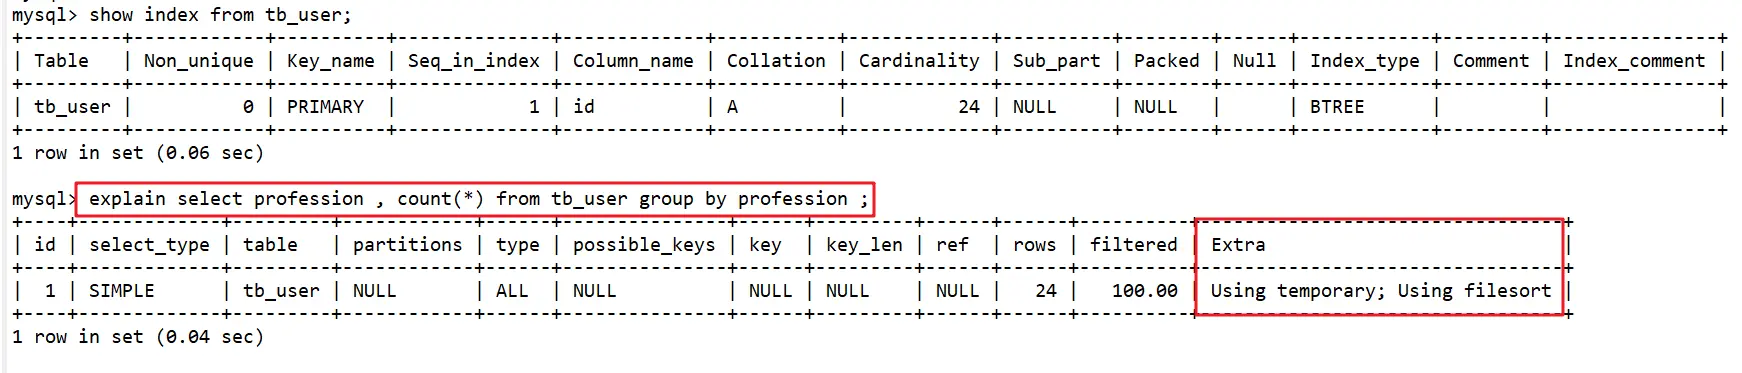 mysql> show index from tb_user;
+---------+------------+----------+--------------+-------------+-----------+-------------+----------+--------+------+------------+---------+---------------+
| Table   | Non_unique | Key_name | Seq_in_index | Column_name | Collation | Cardinality | Sub_part | Packed | Null | Index_type | Comment | Index_comment |
+---------+------------+----------+--------------+-------------+-----------+-------------+----------+--------+------+------------+---------+---------------+
| tb_user |          0 | PRIMARY  |            1 | id          | A         |          24 | NULL     | NULL   |      | BTREE      |         |               |
+---------+------------+----------+--------------+-------------+-----------+-------------+----------+--------+------+------------+---------+---------------+
1 row in set (0.06 sec)
mysql> explain select profession , count(*) from tb_user group by profession ;
+----+-------------+---------+------------+------+---------------+------+---------+------+------+----------+---------------------------------+
| id | select_type | table   | partitions | type | possible_keys | key  | key_len | ref  | rows | filtered | Extra                           |
+----+-------------+---------+------------+------+---------------+------+---------+------+------+----------+---------------------------------+
|  1 | SIMPLE      | tb_user | NULL       | ALL  | NULL          | NULL | NULL    | NULL |   24 |   100.00 | Using temporary; Using filesort |
+----+-------------+---------+------------+------+---------------+------+---------+------+------+----------+---------------------------------+
1 row in set (0.04 sec)